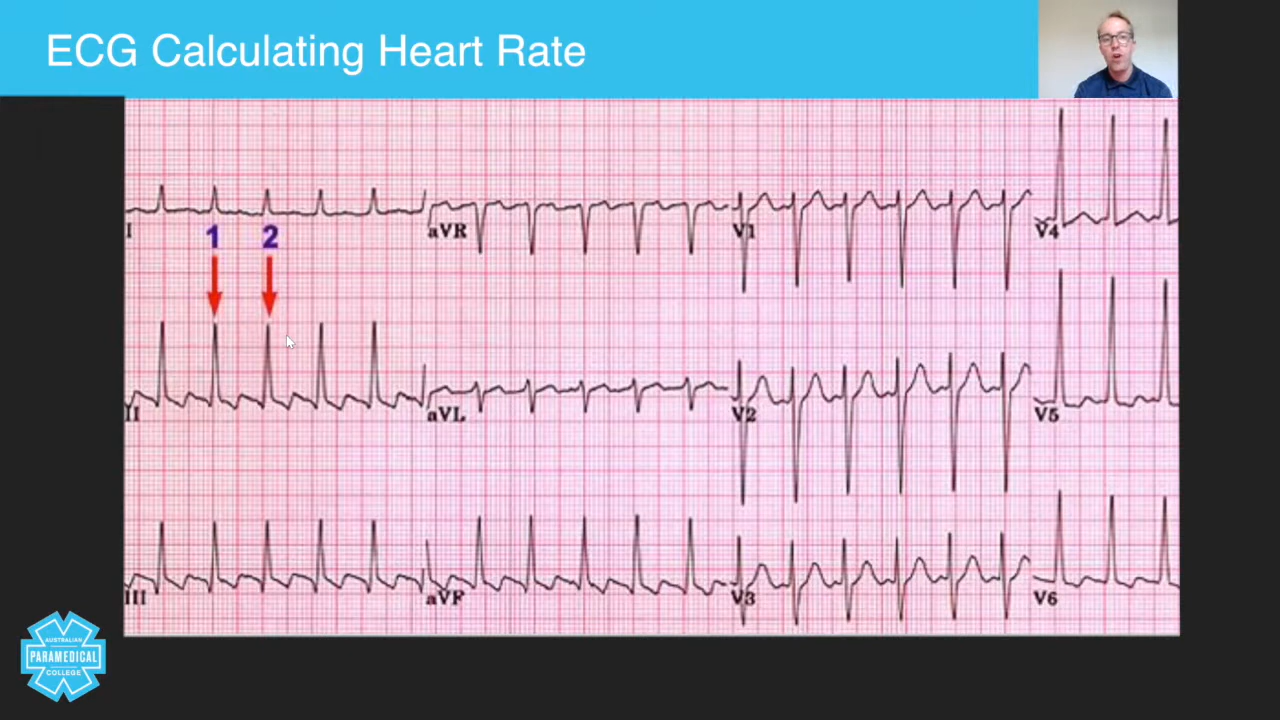 ECG Calculating Heart Rate
I
aVR
V1
V4
1 2
II
aVL
V2
V5
III
aVF
V3
V6
AUSTRALIAN
PARAMEDICAL
COLLEGE